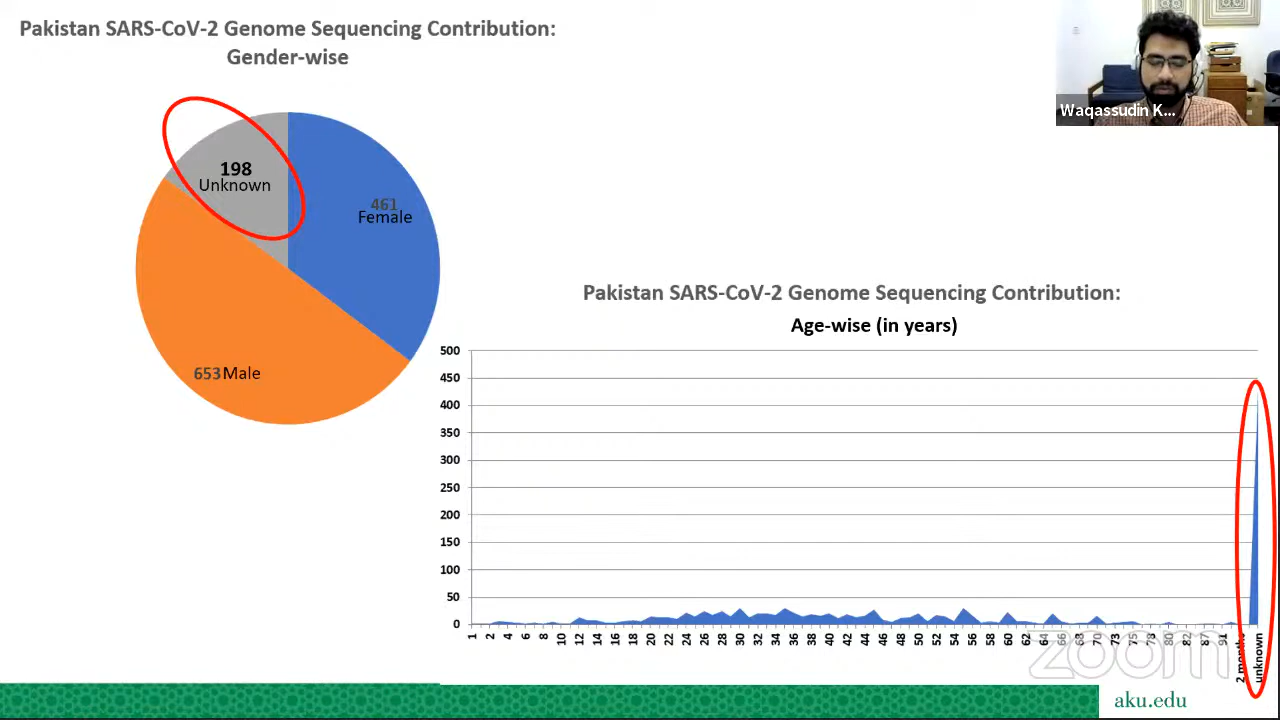 Pakistan SARS-CoV-2 Genome Sequencing Contribution:
Gender-wise
Waqassudin K...
198
Unknown
461
Female
653 Male
Pakistan SARS-CoV-2 Genome Sequencing Contribution:
Age-wise (in years)
500
450
400
350
300
250
200
150
100
50
0
1 2 4 6 8 10 12 14 16 18 20 22 24 26 28 30 32 34 36 38 40 42 44 46 48 50 52 54 56 58 60 62 64 66 68 70 73 75 78 80 82 87 91 2 months unknown
zoom
aku.edu